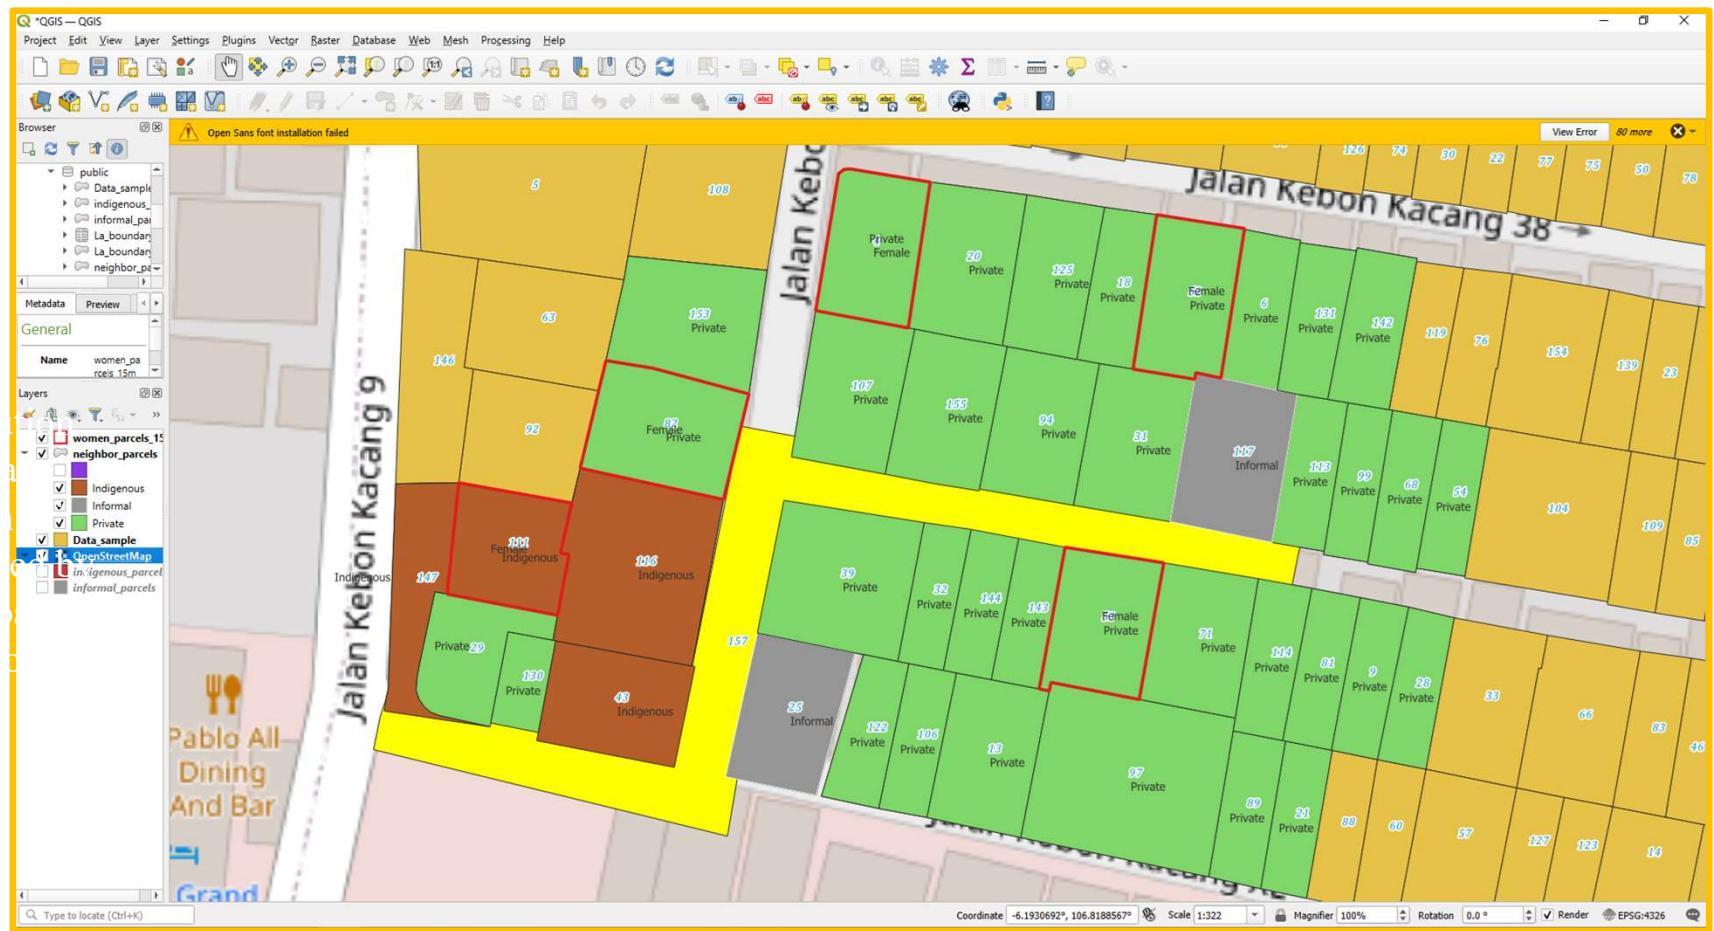 *QGIS — QGIS
Project Edit View Layer Settings Plugins Vector Raster Database Web Mesh Processing Help
Browser
Open Sans font installation failed
View Error 80 more
public
Data_sample
indigenous_
informal_pa
La_boundar
La_boundar
neighbor_pa
Metadata Preview
General
Name women_pa
rcels_15m
Layers
women_parcels_15
neighbor_parcels
Indigenous
Informal
Private
Data_sample
OpenStreetMap
indigenous_parcel
informal_parcels
Type to locate (Ctrl+K)
Coordinate -6.1930692°, 106.8188567° Scale 1:322 Magnifier 100% Rotation 0.0 ° Render EPSG:4326
Jalan Kebon Kacang 9
Jalan Kebo
Jalan Kebon Kacang 38
Pablo All
Dining
And Bar
Grand
5
108
63
146
92
153
Private
82
Female
Private
111
Female
Indigenous
Indigenous
147
116
Indigenous
Private 29
130
Private
43
Indigenous
157
Private
Female
20
Private
125
Private
18
Private
Female
Private
6
Private
131
Private
142
Private
119
76
154
139
23
126
74
30
22
77
75
50
78
107
Private
155
Private
94
Private
31
Private
117
Informal
113
Private
99
Private
68
Private
54
Private
104
109
85
39
Private
32
Private
144
Private
143
Private
Female
Private
71
Private
114
Private
81
Private
9
Private
28
Private
33
66
83
46
25
Informal
122
Private
106
Private
13
Private
97
Private
89
Private
21
Private
88
60
57
127
123
14